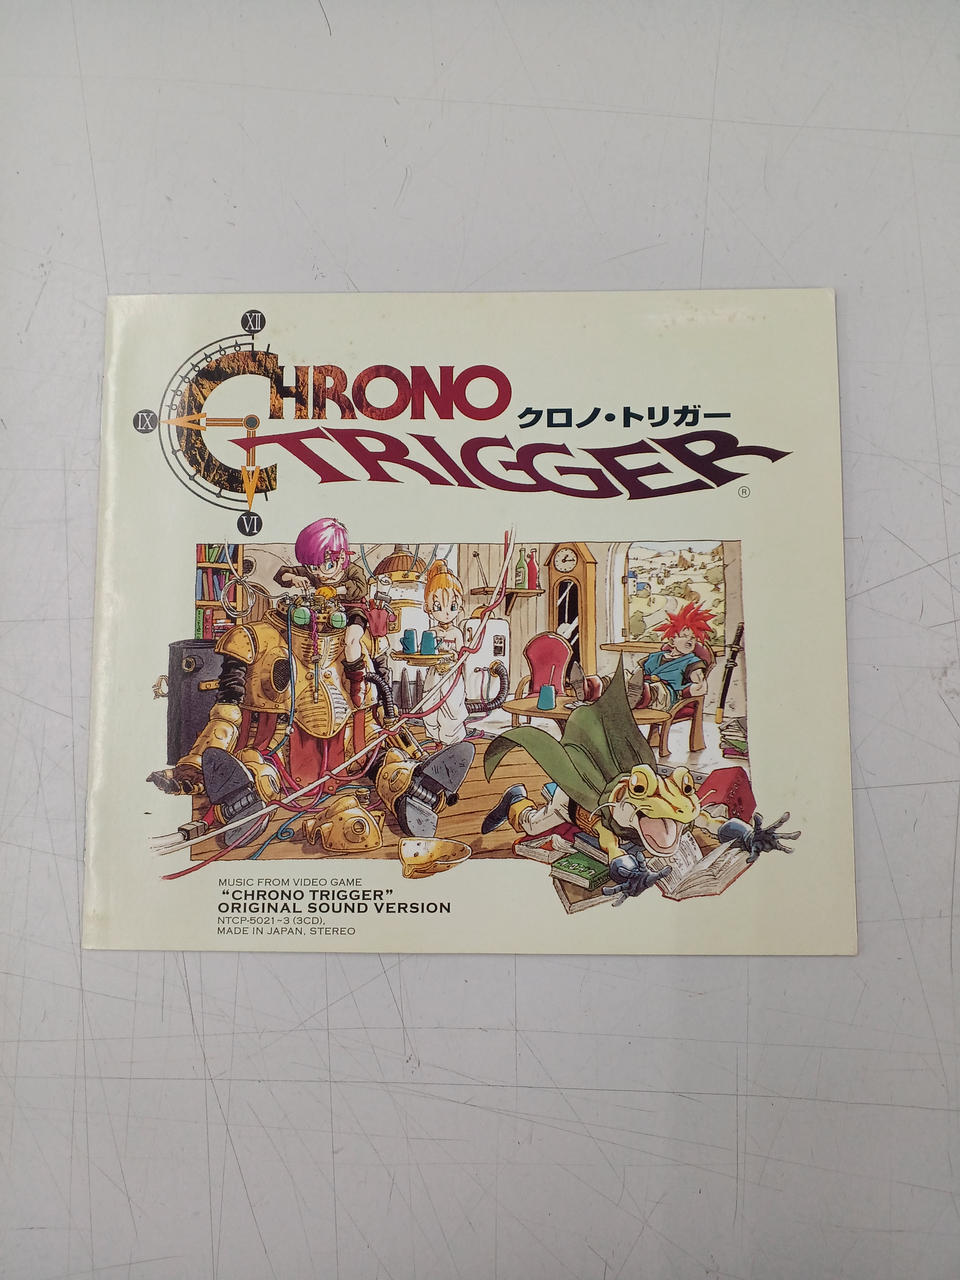 XII
IX
VI
CHRONO
クロノ・トリガー
TRIGGER
®
MUSIC FROM VIDEO GAME
“CHRONO TRIGGER”
ORIGINAL SOUND VERSION
NTCP-5021~3 (3CD),
MADE IN JAPAN, STEREO